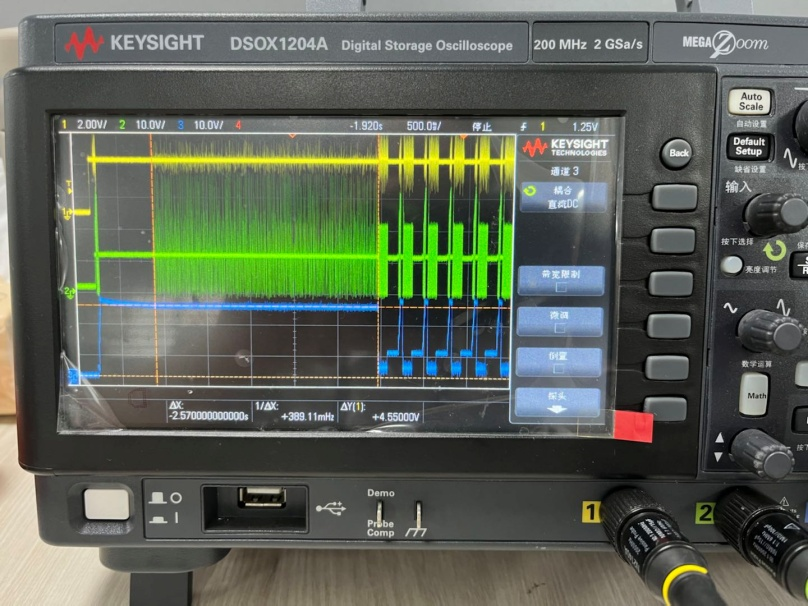 KEYSIGHT DSOX1204A Digital Storage Oscilloscope 200 MHz 2 GSa/s MEGA Zoom
1 2.00V/ 2 10.0V/ 3 10.0V/ 4 -1.920s 500.0ms/ 停止 1 1.25V
KEYSIGHT
TECHNOLOGIES
通道 3
耦合
直流DC
带宽限制
微调
倒置
探头
ΔX:
-2.570000000000s
1/ΔX:
+389.11mHz
ΔY(1):
+4.55000V
Back
Auto
Scale
自动设置
Default
Setup
缺省设置
输入
按下选择
亮度调节
数学运算
Math
Demo
Probe
Comp
1
2